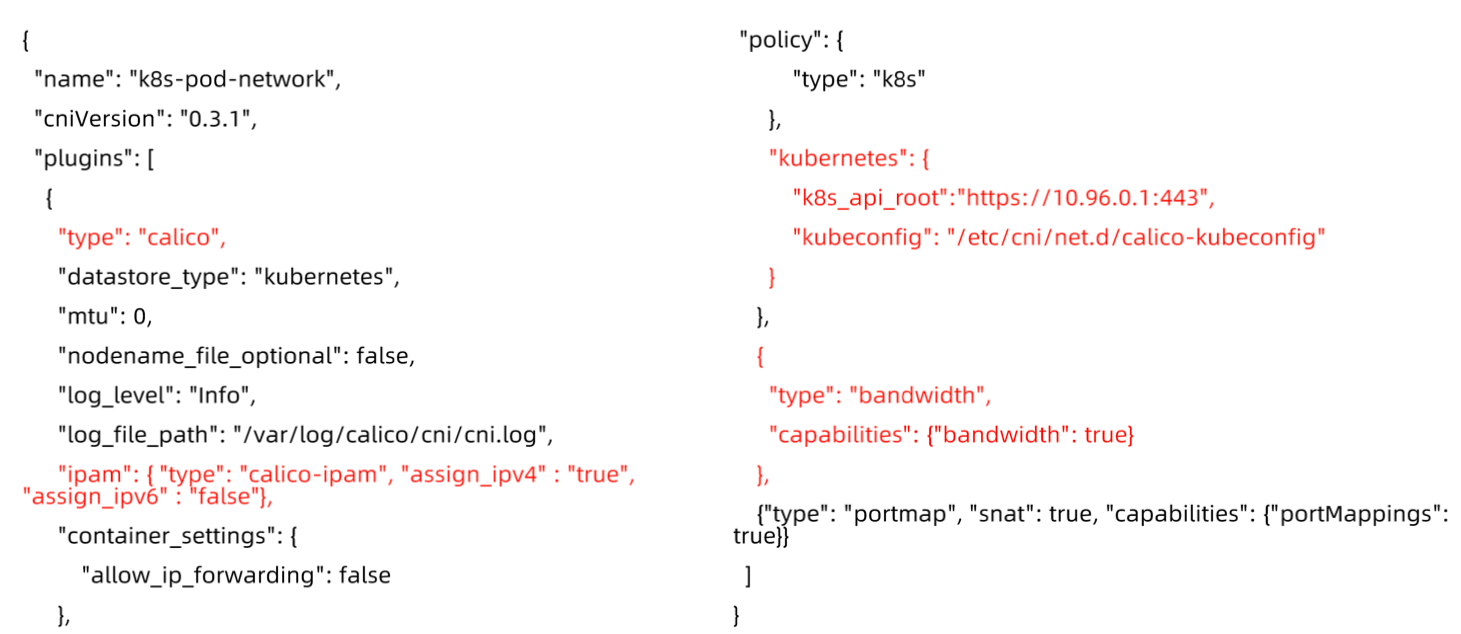 {
"name": "k8s-pod-network",
"cniVersion": "0.3.1",
"plugins": [
{
"type": "calico",
"datastore_type": "kubernetes",
"mtu": 0,
"nodename_file_optional": false,
"log_level": "Info",
"log_file_path": "/var/log/calico/cni/cni.log",
"ipam": { "type": "calico-ipam", "assign_ipv4" : "true",
"assign_ipv6" : "false"},
"container_settings": {
"allow_ip_forwarding": false
},
"policy": {
"type": "k8s"
},
"kubernetes": {
"k8s_api_root":"https://10.96.0.1:443",
"kubeconfig": "/etc/cni/net.d/calico-kubeconfig"
}
},
{
"type": "bandwidth",
"capabilities": {"bandwidth": true}
},
{"type": "portmap", "snat": true, "capabilities": {"portMappings":
true}}
]
}